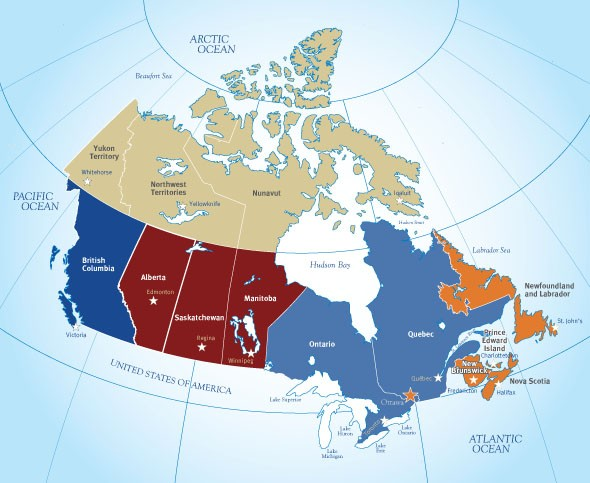 ARCTIC
OCEAN
Beaufort Sea
Yukon
Territory
Whitehorse
Northwest
Territories
Yellowknife
Nunavut
Iqaluit
Hudson Strait
PACIFIC
OCEAN
Labrador Sea
Hudson Bay
British
Columbia
Alberta
Edmonton
Saskatchewan
Regina
Manitoba
Winnipeg
Ontario
Quebec
Newfoundland
and Labrador
St. John's
Prince
Edward
Island
Charlottetown
New
Brunswick
Nova Scotia
Fredericton
Halifax
Victoria
Québec
Ottawa
Toronto
UNITED STATES OF AMERICA
Lake Superior
Lake
Huron
Lake
Michigan
Lake
Ontario
Lake
Erie
ATLANTIC
OCEAN